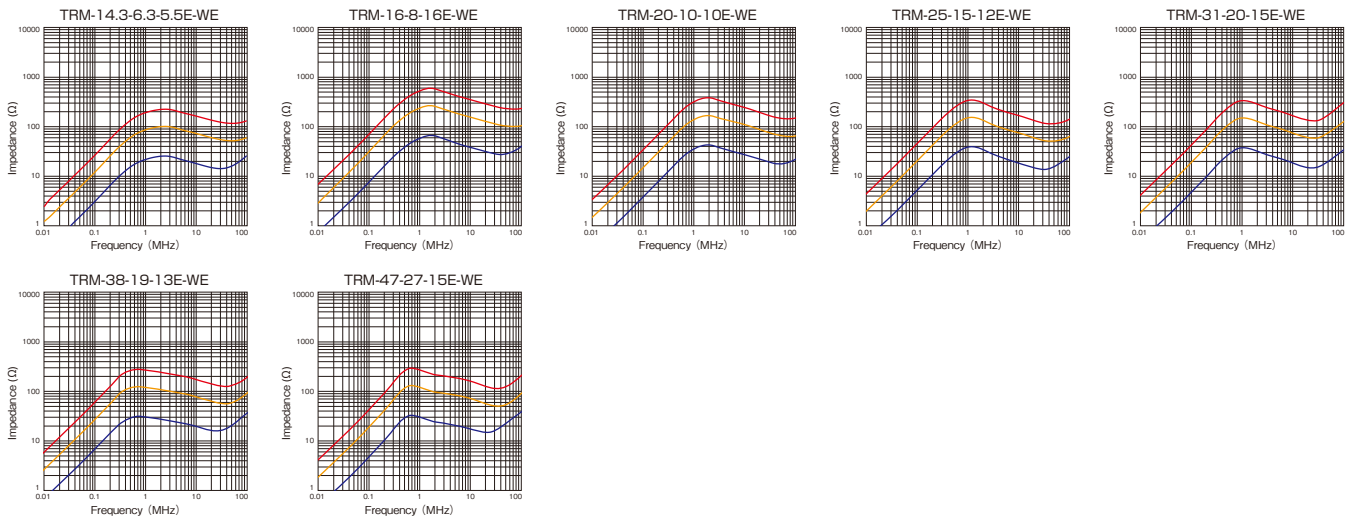 TRM-14.3-6.3-5.5E-WE
10000
1000
100
10
1
Impedance (Ω)
0.01 0.1 1 10 100
Frequency (MHz)
TRM-16-8-16E-WE
10000
1000
100
10
1
Impedance (Ω)
0.01 0.1 1 10 100
Frequency (MHz)
TRM-20-10-10E-WE
10000
1000
100
10
1
Impedance (Ω)
0.01 0.1 1 10 100
Frequency (MHz)
TRM-25-15-12E-WE
10000
1000
100
10
1
Impedance (Ω)
0.01 0.1 1 10 100
Frequency (MHz)
TRM-31-20-15E-WE
10000
1000
100
10
1
Impedance (Ω)
0.01 0.1 1 10 100
Frequency (MHz)
TRM-38-19-13E-WE
10000
1000
100
10
1
Impedance (Ω)
0.01 0.1 1 10 100
Frequency (MHz)
TRM-47-27-15E-WE
10000
1000
100
10
1
Impedance (Ω)
0.01 0.1 1 10 100
Frequency (MHz)